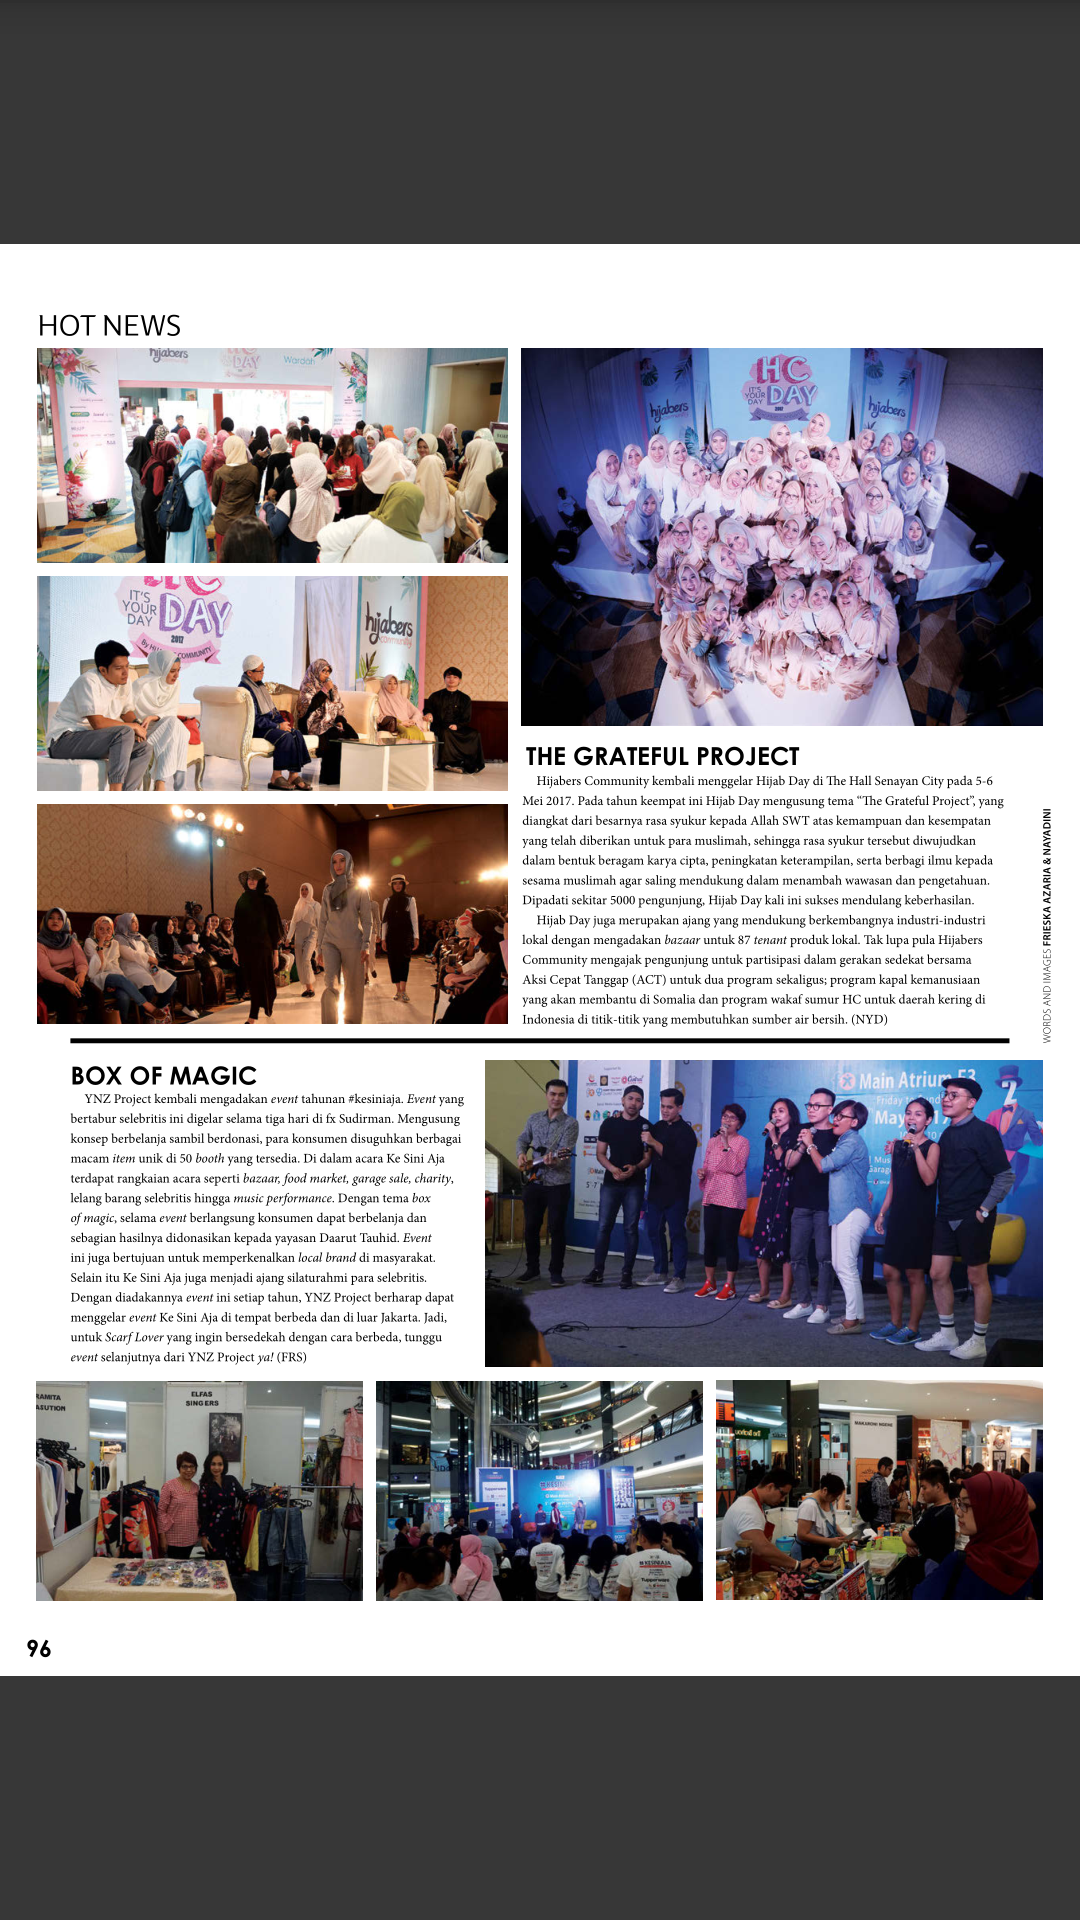 HOT NEWS
hijabers
DAY
Wardah
HC
IT'S
YOUR
DAY
DAY
2017
hijabers
hijabers
HC
IT'S
YOUR
DAY
DAY
2017
hijabers
community
THE GRATEFUL PROJECT
Hijabers Community kembali menggelar Hijab Day di The Hall Senayan City pada 5-6
Mei 2017. Pada tahun keempat ini Hijab Day mengusung tema “The Grateful Project”, yang
diangkat dari besarnya rasa syukur kepada Allah SWT atas kemampuan dan kesempatan
yang telah diberikan untuk para muslimah, sehingga rasa syukur tersebut diwujudkan
dalam bentuk beragam karya cipta, peningkatan keterampilan, serta berbagi ilmu kepada
sesama muslimah agar saling mendukung dalam menambah wawasan dan pengetahuan.
Dipadati sekitar 5000 pengunjung, Hijab Day kali ini sukses mendulang keberhasilan.
Hijab Day juga merupakan ajang yang mendukung berkembangnya industri-industri
lokal dengan mengadakan bazaar untuk 87 tenant produk lokal. Tak lupa pula Hijabers
Community mengajak pengunjung untuk partisipasi dalam gerakan sedekat bersama
Aksi Cepat Tanggap (ACT) untuk dua program sekaligus; program kapal kemanusiaan
yang akan membantu di Somalia dan program wakaf sumur HC untuk daerah kering di
Indonesia di titik-titik yang membutuhkan sumber air bersih. (NYD)
WORDS AND IMAGES FRIESKA AZARIA & NAYADINI
BOX OF MAGIC
YNZ Project kembali mengadakan event tahunan #kesiniaja. Event yang
bertabur selebritis ini digelar selama tiga hari di fx Sudirman. Mengusung
konsep berbelanja sambil berdonasi, para konsumen disuguhkan berbagai
macam item unik di 50 booth yang tersedia. Di dalam acara Ke Sini Aja
terdapat rangkaian acara seperti bazaar, food market, garage sale, charity,
lelang barang selebritis hingga music performance. Dengan tema box
of magic, selama event berlangsung konsumen dapat berbelanja dan
sebagian hasilnya didonasikan kepada yayasan Daarut Tauhid. Event
ini juga bertujuan untuk memperkenalkan local brand di masyarakat.
Selain itu Ke Sini Aja juga menjadi ajang silaturahmi para selebritis.
Dengan diadakannya event ini setiap tahun, YNZ Project berharap dapat
menggelar event Ke Sini Aja di tempat berbeda dan di luar Jakarta. Jadi,
untuk Scarf Lover yang ingin bersedekah dengan cara berbeda, tunggu
event selanjutnya dari YNZ Project ya! (FRS)
Main Atrium F3
Friday to
May
ELFAS
SINGERS
KESINIAJA
MAKARONI NGEHE
96